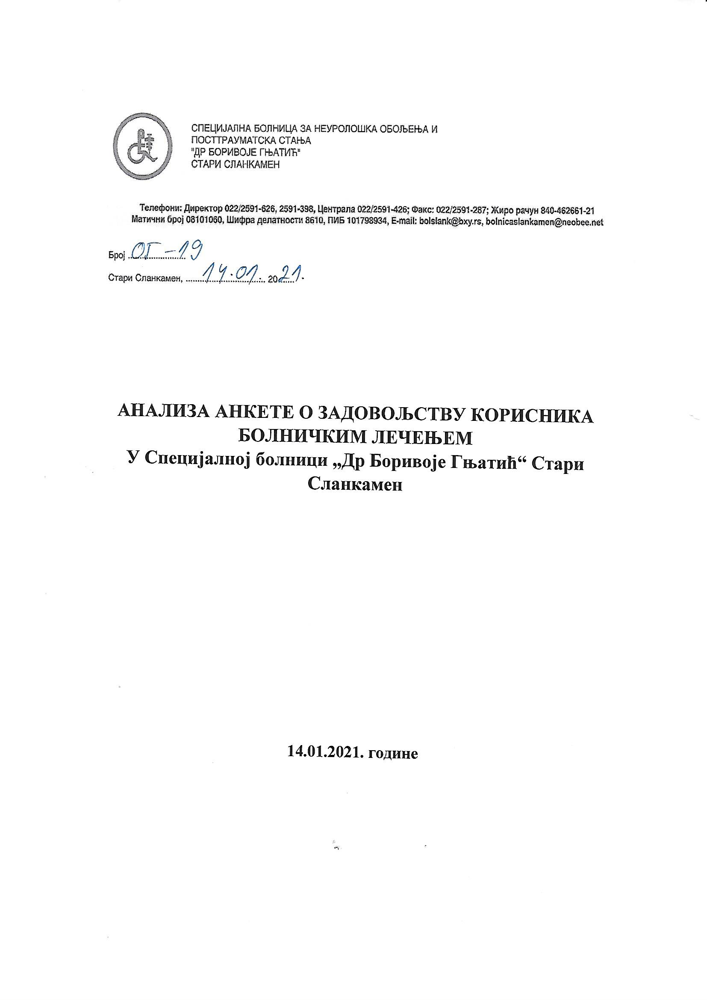 СПЕЦИЈАЛНА БОЛНИЦА ЗА НЕУРОЛОШКА ОБОЉЕЊА И
ПОСТТРАУМАТСКА СТАЊА
"ДР БОРИВОЈЕ ГЊАТИЋ"
СТАРИ СЛАНКАМЕН
Телефони: Директор 022/2591-626, 2591-398, Централа 022/2591-426; Факс: 022/2591-287; Жиро рачун 840-462661-21
Матични број 08101060, Шифра делатности 8610, ПИБ 101798934, E-mail: bolslank@bxy.rs, bolnicaslankamen@neobee.net
Број ОГ-19
Стари Сланкамен, 14.01. 2021.
АНАЛИЗА АНКЕТЕ О ЗАДОВОЉСТВУ КОРИСНИКА
БОЛНИЧКИМ ЛЕЧЕЊЕМ
У Специјалној болници „Др Боривоје Гњатић“ Стари
Сланкамен
14.01.2021. године